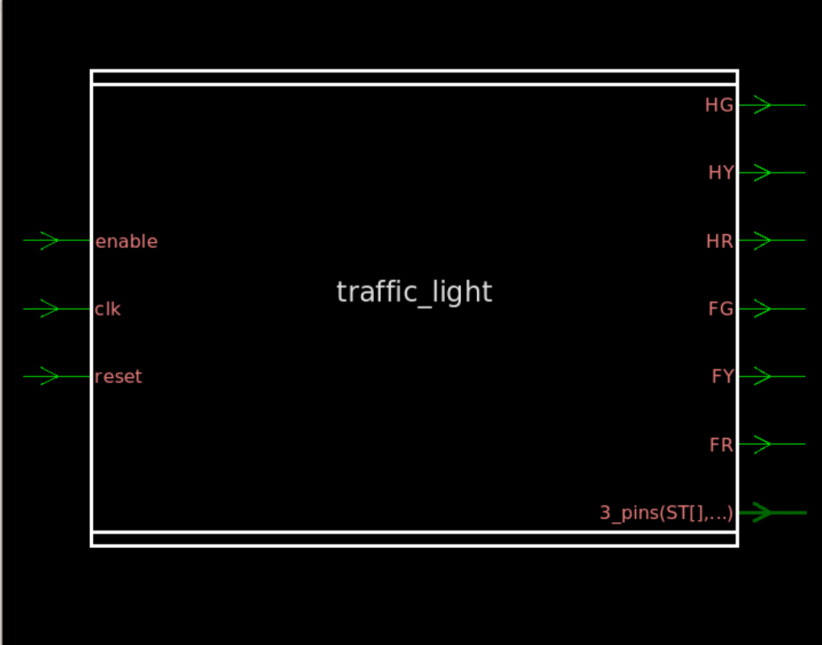 HG
HY
enable
HR
traffic_light
clk
FG
reset
FY
FR
3_pins(ST[],...)